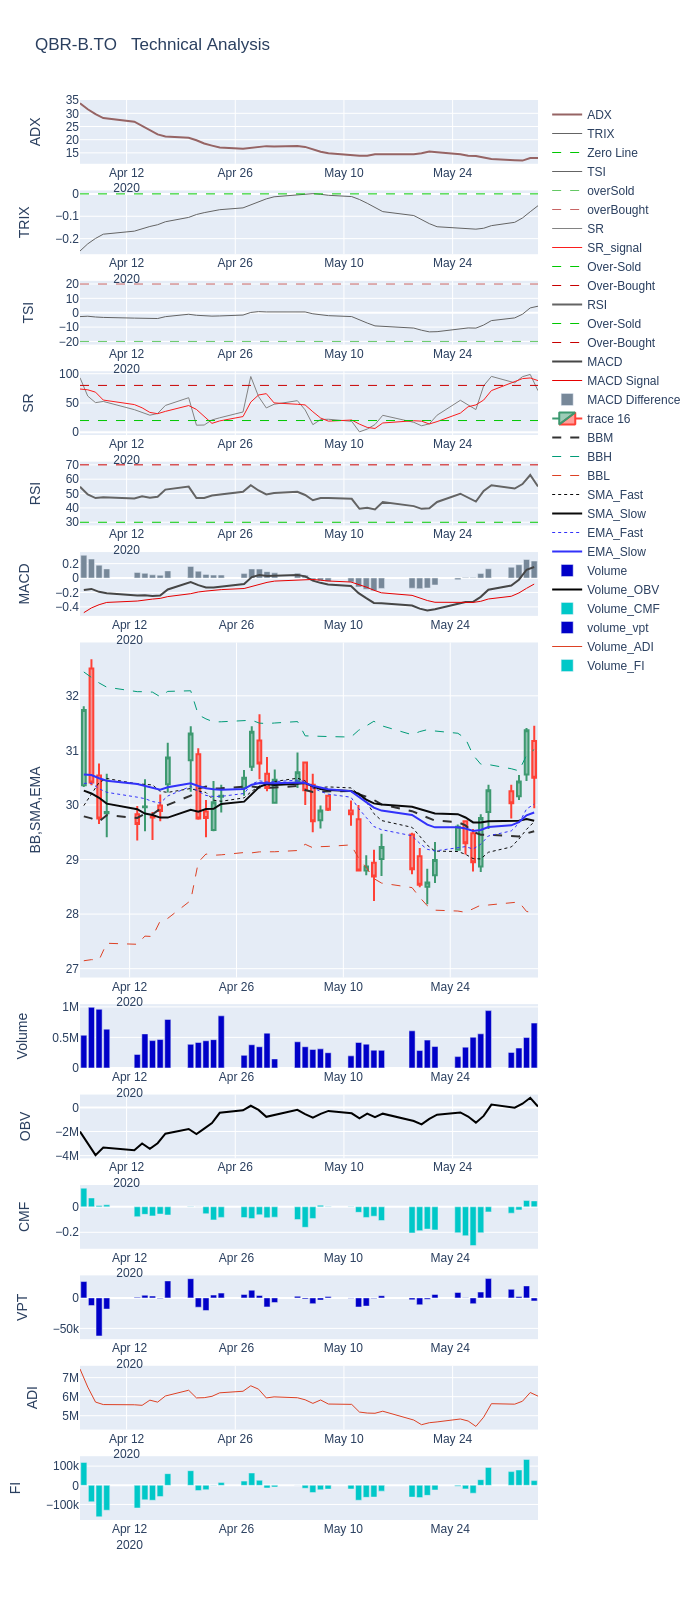 QBR-B.TO   Technical Analysis
ADX
35
30
25
20
15
Apr 12
2020
Apr 26
May 10
May 24
TRIX
0
−0.1
−0.2
Apr 12
2020
Apr 26
May 10
May 24
TSI
20
10
0
−10
−20
Apr 12
2020
Apr 26
May 10
May 24
SR
100
50
0
Apr 12
2020
Apr 26
May 10
May 24
RSI
70
60
50
40
30
Apr 12
2020
Apr 26
May 10
May 24
MACD
0.2
0
−0.2
−0.4
Apr 12
2020
Apr 26
May 10
May 24
BB,SMA,EMA
32
31
30
29
28
27
Apr 12
2020
Apr 26
May 10
May 24
Volume
1M
0.5M
0
Apr 12
2020
Apr 26
May 10
May 24
OBV
0
−2M
−4M
Apr 12
2020
Apr 26
May 10
May 24
CMF
0
−0.2
Apr 12
2020
Apr 26
May 10
May 24
VPT
0
−50k
Apr 12
2020
Apr 26
May 10
May 24
ADI
7M
6M
5M
Apr 12
2020
Apr 26
May 10
May 24
FI
100k
0
−100k
Apr 12
2020
Apr 26
May 10
May 24
ADX
TRIX
Zero Line
TSI
overSold
overBought
SR
SR_signal
Over-Sold
Over-Bought
RSI
Over-Sold
Over-Bought
MACD
MACD Signal
MACD Difference
trace 16
BBM
BBH
BBL
SMA_Fast
SMA_Slow
EMA_Fast
EMA_Slow
Volume
Volume_OBV
Volume_CMF
volume_vpt
Volume_ADI
Volume_FI